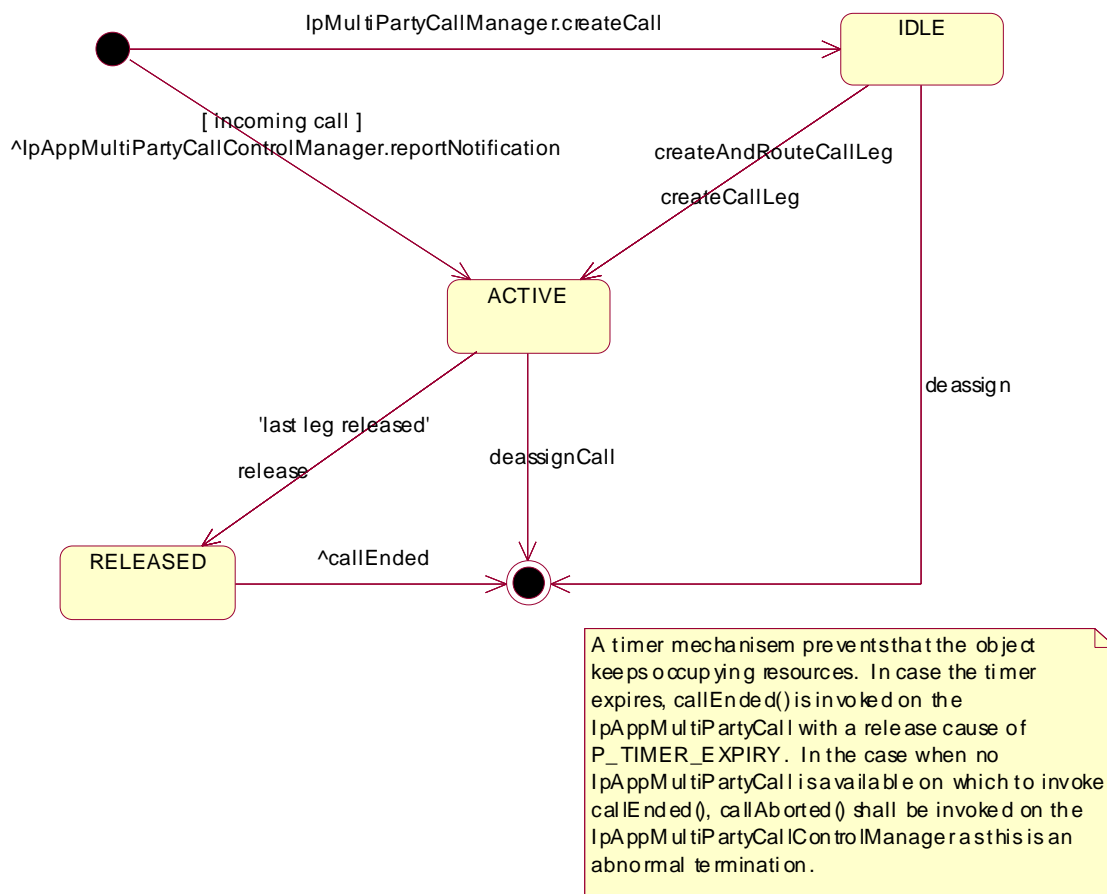 IpMultiPartyCallManager.createCall
IDLE
[ incoming call ]
^IpAppMultiPartyCallControlManager.reportNotification
createAndRouteCallLeg
createCallLeg
ACTIVE
deassign
'last leg released'
release
deassignCall
RELEASED
^callEnded
A timer mechanisem prevents that the object
keeps occupying resources. In case the timer
expires, callEnded() is invoked on the
IpAppMultiPartyCall with a release cause of
P_TIMER_EXPIRY. In the case when no
IpAppMultiPartyCall is available on which to invoke
callEnded(), callAborted() shall be invoked on the
IpAppMultiPartyCallControlManager as this is an
abnormal termination.